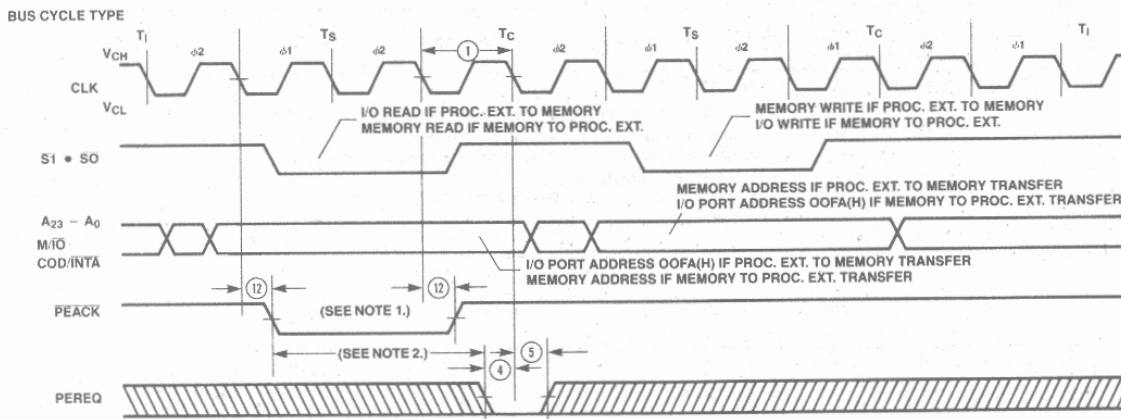 BUS CYCLE TYPE
TI TS TC TS TC TI
VCH ϕ2 ϕ1 ϕ2 1 ϕ2 ϕ1 ϕ2 ϕ1 ϕ2 ϕ1
CLK
VCL
I/O READ IF PROC. EXT. TO MEMORY
MEMORY READ IF MEMORY TO PROC. EXT.
MEMORY WRITE IF PROC. EXT. TO MEMORY
I/O WRITE IF MEMORY TO PROC. EXT.
S1 • S0
MEMORY ADDRESS IF PROC. EXT. TO MEMORY TRANSFER
I/O PORT ADDRESS OOFA(H) IF MEMORY TO PROC. EXT. TRANSFER
A23 – A0
M/IO
COD/INTA
I/O PORT ADDRESS OOFA(H) IF PROC. EXT. TO MEMORY TRANSFER
MEMORY ADDRESS IF MEMORY TO PROC. EXT. TRANSFER
12 12
PEACK
(SEE NOTE 1.)
(SEE NOTE 2.)
4 5
PEREQ